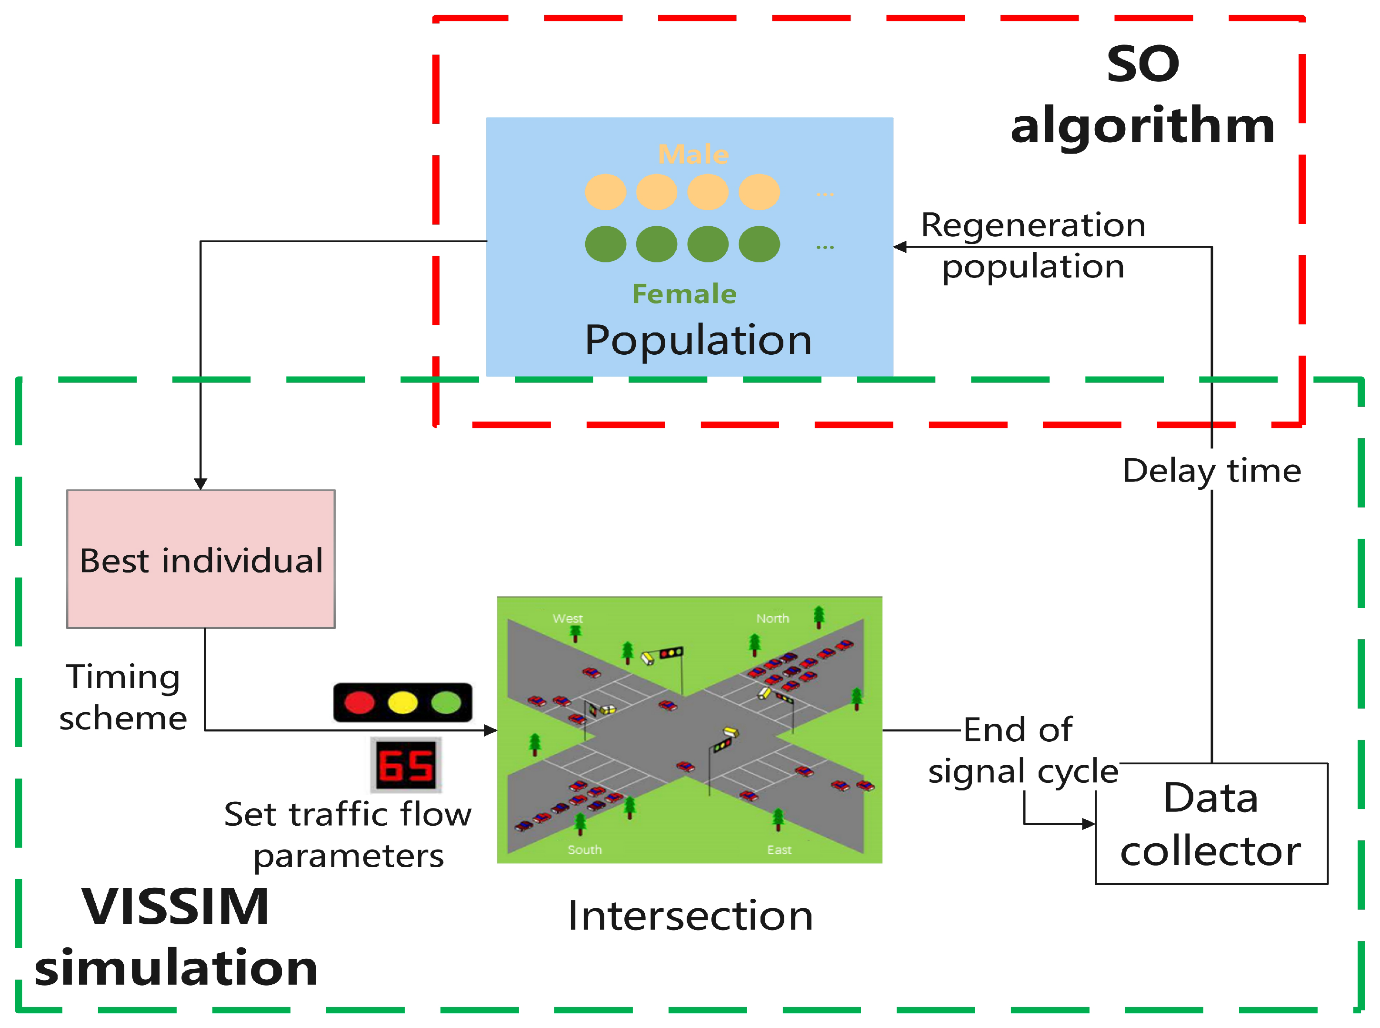 SO
algorithm
Male
...
...
Female
Population
Regeneration
population
Delay time
Best individual
Timing
scheme
65
Set traffic flow
parameters
West
North
South
East
Intersection
End of
signal cycle
Data
collector
VISSIM
simulation